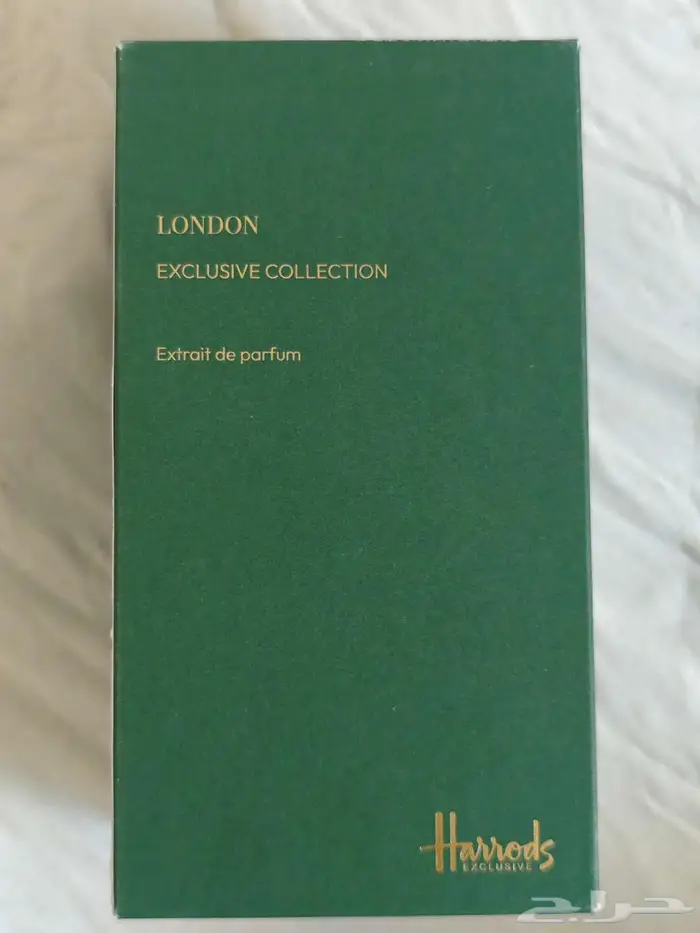 LONDON
EXCLUSIVE COLLECTION
Extrait de parfum
Harrods
EXCLUSIVE
حراج